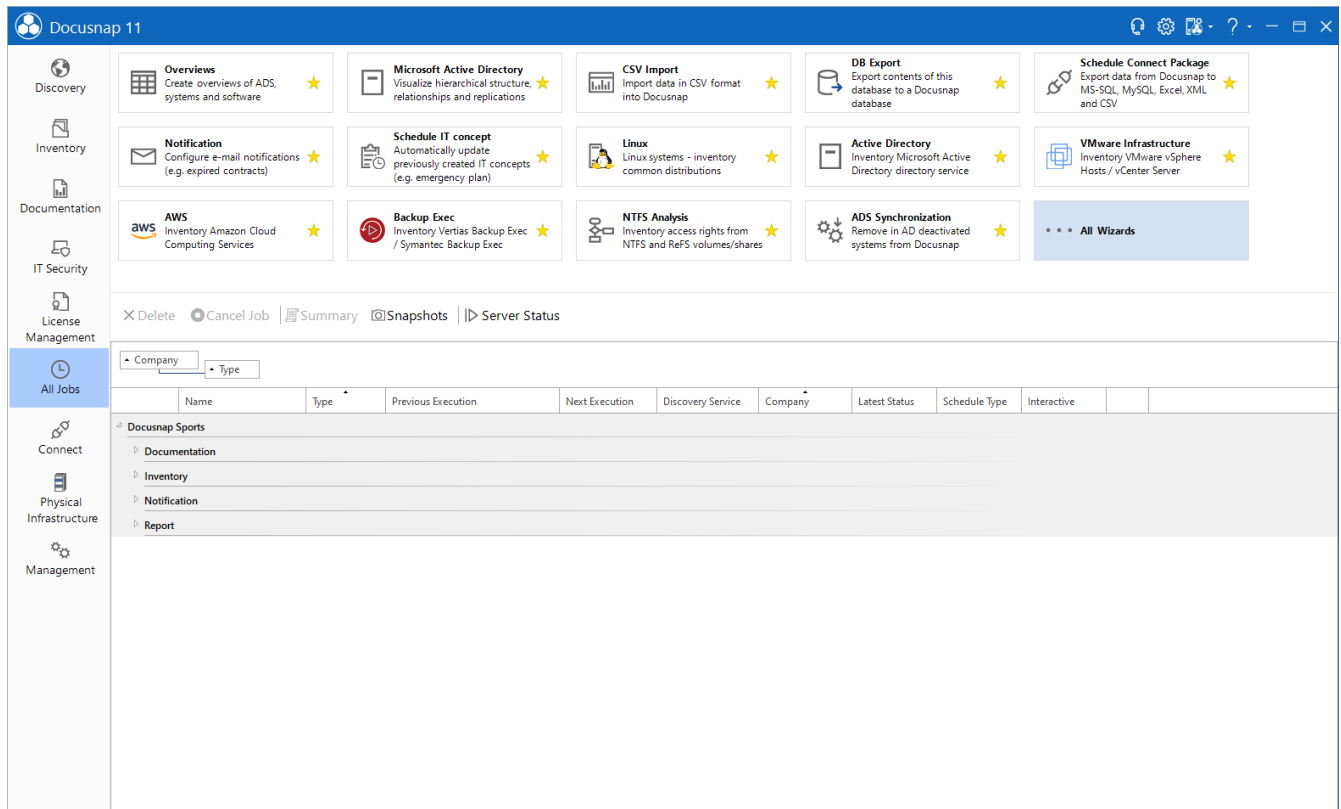 Docusnap 11
Discovery
Inventory
Documentation
IT Security
License
Management
All Jobs
Connect
Physical
Infrastructure
Management
Overviews
Create overviews of ADS,
systems and software
Microsoft Active Directory
Visualize hierarchical structure,
relationships and replications
CSV Import
Import data in CSV format
into Docusnap
DB Export
Export contents of this
database to a Docusnap
database
Schedule Connect Package
Export data from Docusnap to
MS-SQL, MySQL, Excel, XML
and CSV
Notification
Configure e-mail notifications
(e.g. expired contracts)
Schedule IT concept
Automatically update
previously created IT concepts
(e.g. emergency plan)
Linux
Linux systems - inventory
common distributions
Active Directory
Inventory Microsoft Active
Directory directory service
VMware Infrastructure
Inventory VMware vSphere
Hosts / vCenter Server
aws
AWS
Inventory Amazon Cloud
Computing Services
Backup Exec
Inventory Vertias Backup Exec
/ Symantec Backup Exec
NTFS Analysis
Inventory access rights from
NTFS and ReFS volumes/shares
ADS Synchronization
Remove in AD deactivated
systems from Docusnap
All Wizards
Delete Cancel Job Summary Snapshots Server Status
Company
Type
Name Type Previous Execution Next Execution Discovery Service Company Latest Status Schedule Type Interactive
Docusnap Sports
Documentation
Inventory
Notification
Report